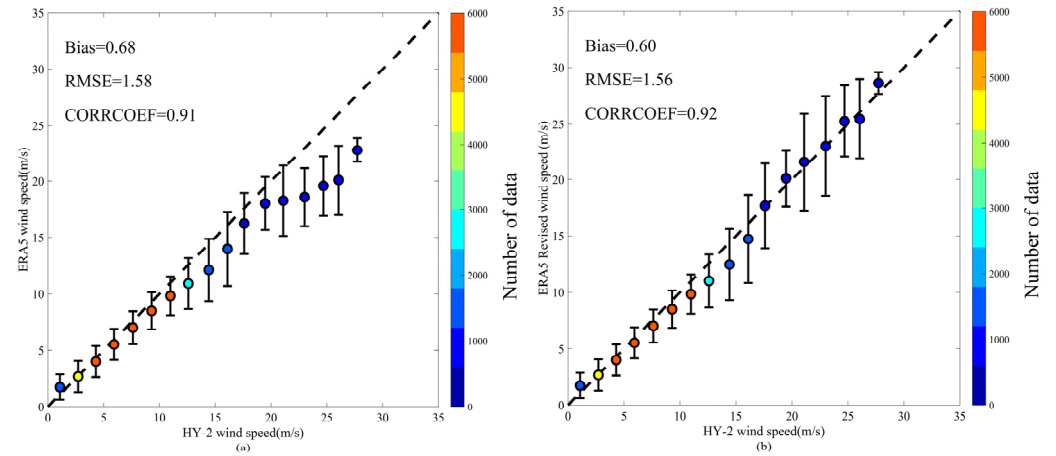 35
30
25
20
15
10
5
0
ERA5 wind speed(m/s)
Bias=0.68
RMSE=1.58
CORRCOEF=0.91
0 5 10 15 20 25 30 35
HY-2 wind speed(m/s)
(a)
6000
5000
4000
3000
2000
1000
0
Number of data
35
30
25
20
15
10
5
0
ERA5 Revised wind speed (m/s)
Bias=0.60
RMSE=1.56
CORRCOEF=0.92
0 5 10 15 20 25 30 35
HY-2 wind speed(m/s)
(b)
6000
5000
4000
3000
2000
1000
0
Number of data